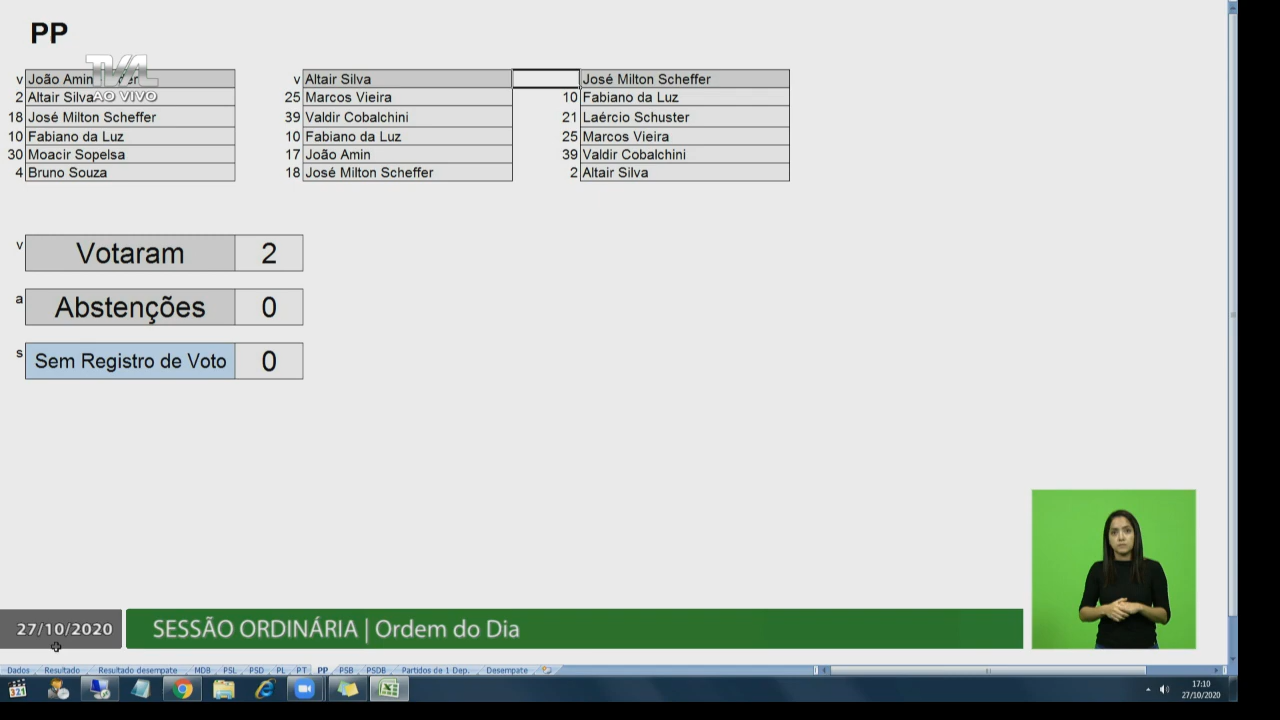 PP
TVAL
AO VIVO
v João Amin
2 Altair Silva
18 José Milton Scheffer
10 Fabiano da Luz
30 Moacir Sopelsa
4 Bruno Souza
v Altair Silva
25 Marcos Vieira
39 Valdir Cobalchini
10 Fabiano da Luz
17 João Amin
18 José Milton Scheffer
José Milton Scheffer
10 Fabiano da Luz
21 Laércio Schuster
25 Marcos Vieira
39 Valdir Cobalchini
2 Altair Silva
v Votaram 2
a Abstenções 0
s Sem Registro de Voto 0
27/10/2020 SESSÃO ORDINÁRIA | Ordem do Dia
Dados Resultado Resultado desempate MDB PSL PSD PL PT PP PSB PSDB Partidos de 1 Dep. Desempate
321
17:10
27/10/2020